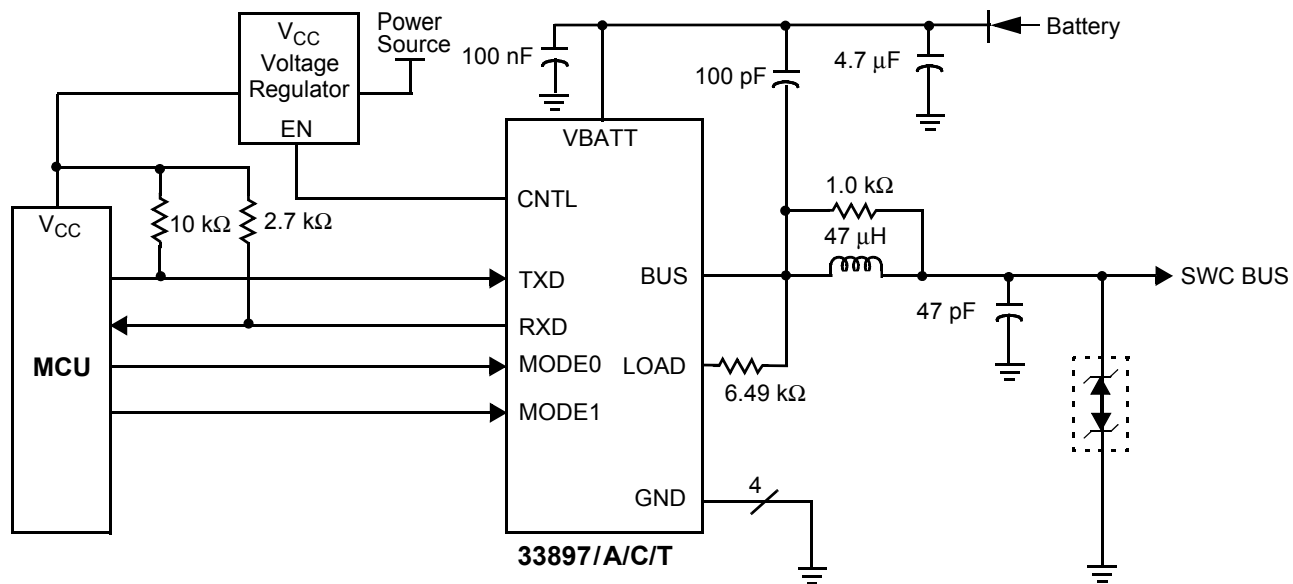 V_CC
Voltage
Regulator
EN
Power
Source
100 nF
100 pF
4.7 μF
Battery
VBATT
CNTL
TXD
RXD
MODE0
MODE1
BUS
LOAD
GND
V_CC
10 kΩ
2.7 kΩ
MCU
1.0 kΩ
47 μH
6.49 kΩ
47 pF
SWC BUS
4
33897/A/C/T